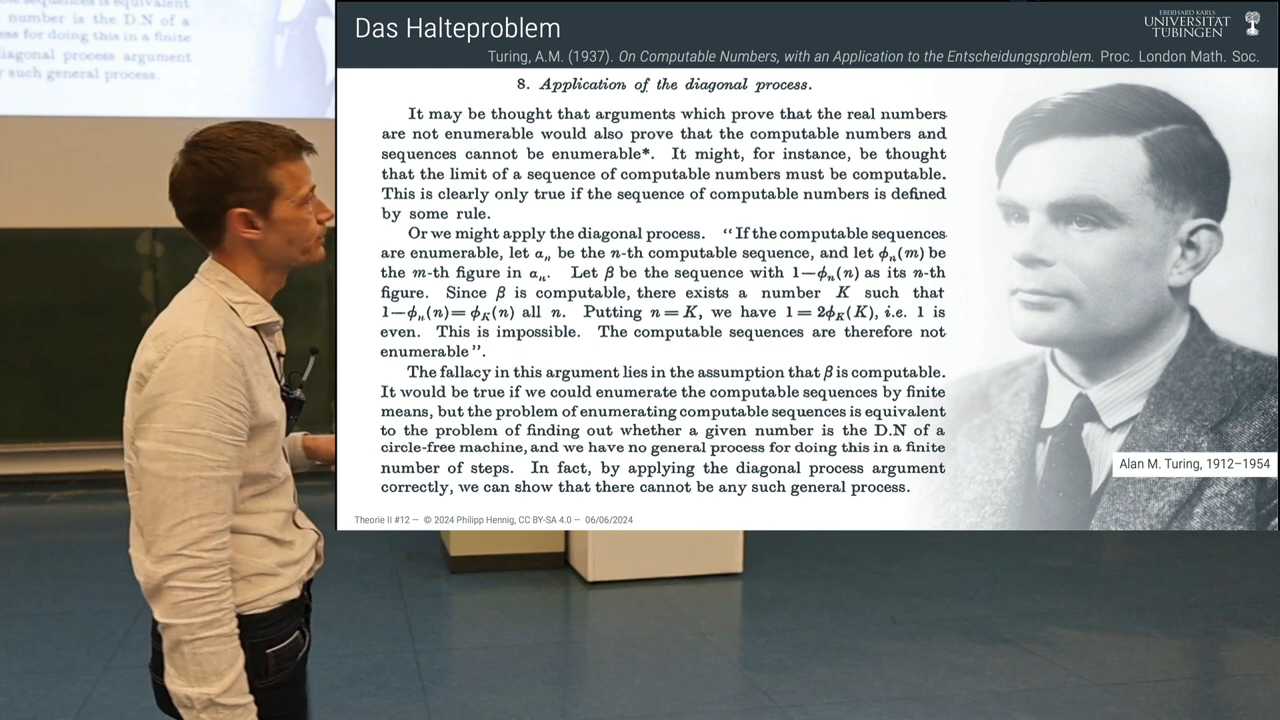 ose sequences is equivalent
number is the D.N of a
ess for doing this in a finite
diagonal process argument
such general process.
Das Halteproblem
EBERHARD KARLS
UNIVERSITÄT
TÜBINGEN
Turing, A.M. (1937). On Computable Numbers, with an Application to the Entscheidungsproblem. Proc. London Math. Soc.
8. Application of the diagonal process.
It may be thought that arguments which prove that the real numbers
are not enumerable would also prove that the computable numbers and
sequences cannot be enumerable*. It might, for instance, be thought
that the limit of a sequence of computable numbers must be computable.
This is clearly only true if the sequence of computable numbers is defined
by some rule.
Or we might apply the diagonal process. “If the computable sequences
are enumerable, let αₙ be the n-th computable sequence, and let ϕₙ(m) be
the m-th figure in αₙ. Let β be the sequence with 1—ϕₙ(n) as its n-th
figure. Since β is computable, there exists a number K such that
1—ϕₙ(n)=ϕ_K(n) all n. Putting n=K, we have 1=2ϕ_K(K), i.e. 1 is
even. This is impossible. The computable sequences are therefore not
enumerable”.
The fallacy in this argument lies in the assumption that β is computable.
It would be true if we could enumerate the computable sequences by finite
means, but the problem of enumerating computable sequences is equivalent
to the problem of finding out whether a given number is the D.N of a
circle-free machine, and we have no general process for doing this in a finite
number of steps. In fact, by applying the diagonal process argument
correctly, we can show that there cannot be any such general process.
Alan M. Turing, 1912–1954
Theorie II #12 — © 2024 Philipp Hennig, CC BY-SA 4.0 — 06/06/2024